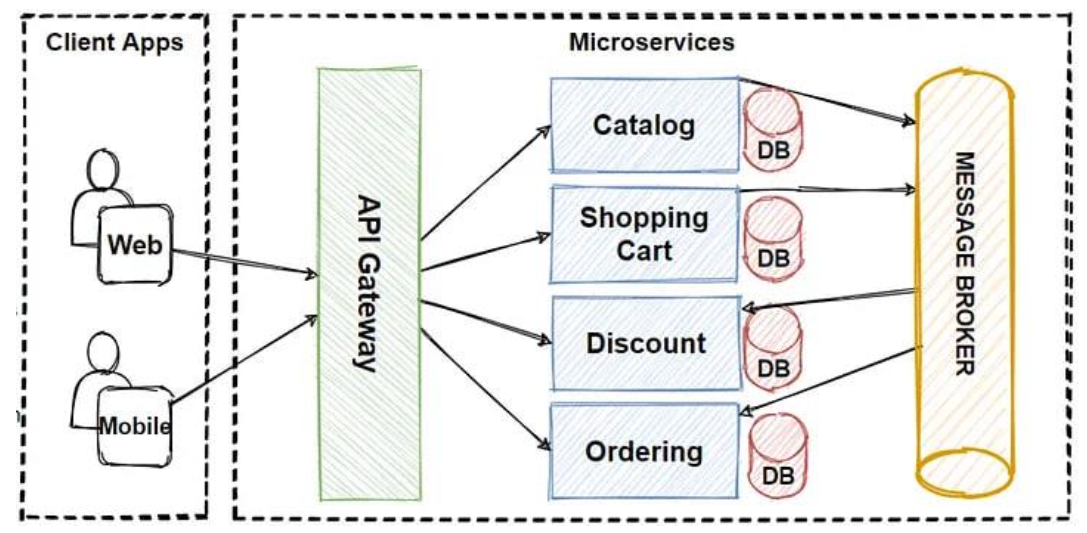 Client Apps
Microservices
Web
Mobile
API Gateway
Catalog
DB
Shopping
Cart
DB
Discount
DB
Ordering
DB
MESSAGE BROKER